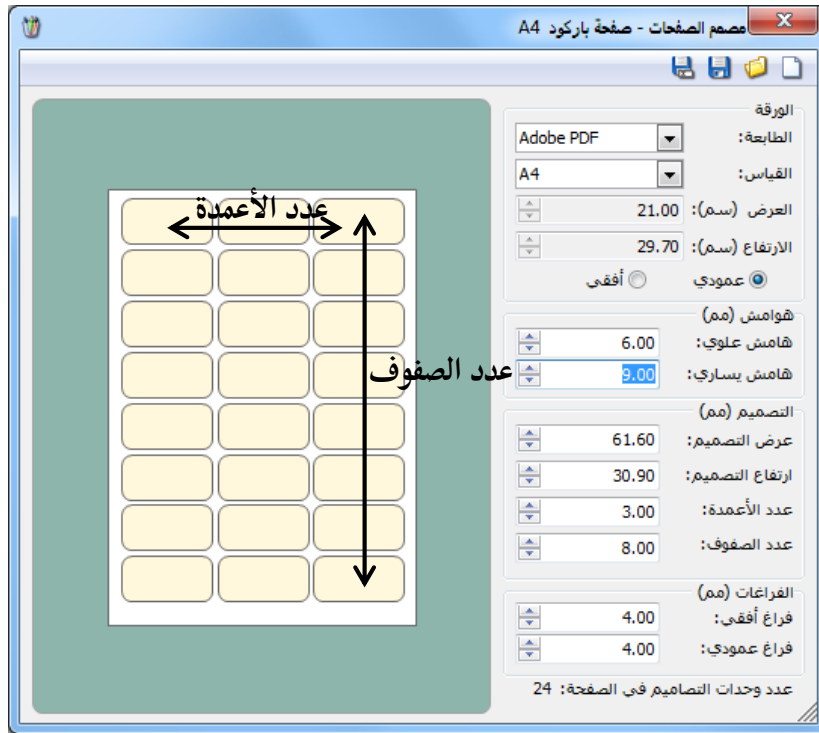 مصمم الصفحات - صفحة باركود A4
الورقة
الطابعة: Adobe PDF
القياس: A4
العرض (سم): 21.00
الارتفاع (سم): 29.70
عمودي أفقي
هوامش (مم)
هامش علوي: 6.00
هامش يساري: 9.00
التصميم (مم)
عرض التصميم: 61.60
ارتفاع التصميم: 30.90
عدد الأعمدة: 3.00
عدد الصفوف: 8.00
الفراغات (مم)
فراغ أفقي: 4.00
فراغ عمودي: 4.00
عدد وحدات التصاميم في الصفحة: 24
عدد الأعمدة
عدد الصفوف